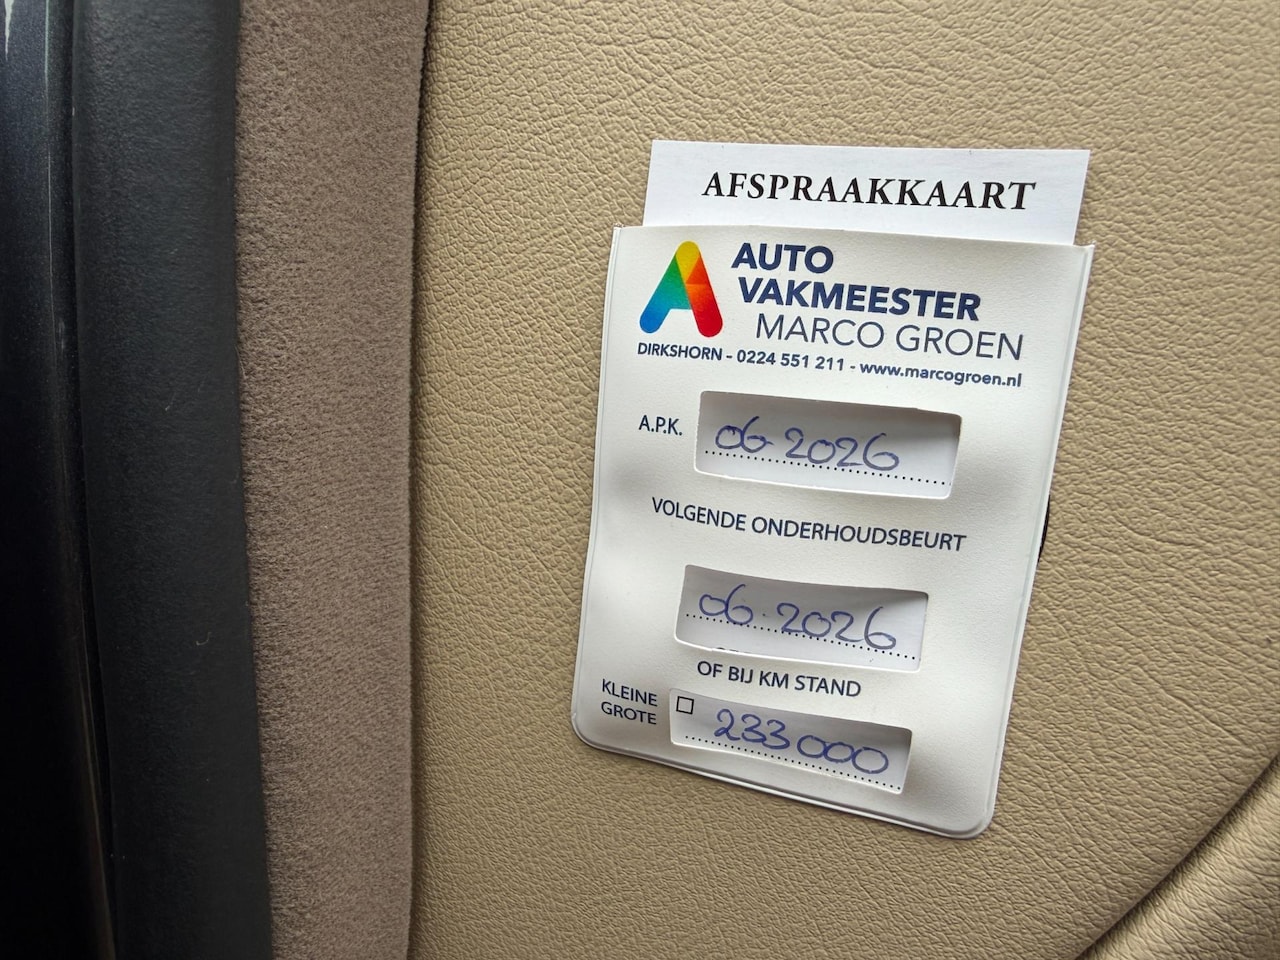 AFSPRAAKKAART
AUTO
VAKMEESTER
MARCO GROEN
DIRKSHORN - 0224 551 211 - www.marcogroen.nl
A.P.K. 06-2026
VOLGENDE ONDERHOUDSBEURT
06-2026
OF BIJ KM STAND
KLEINE
GROTE 233000